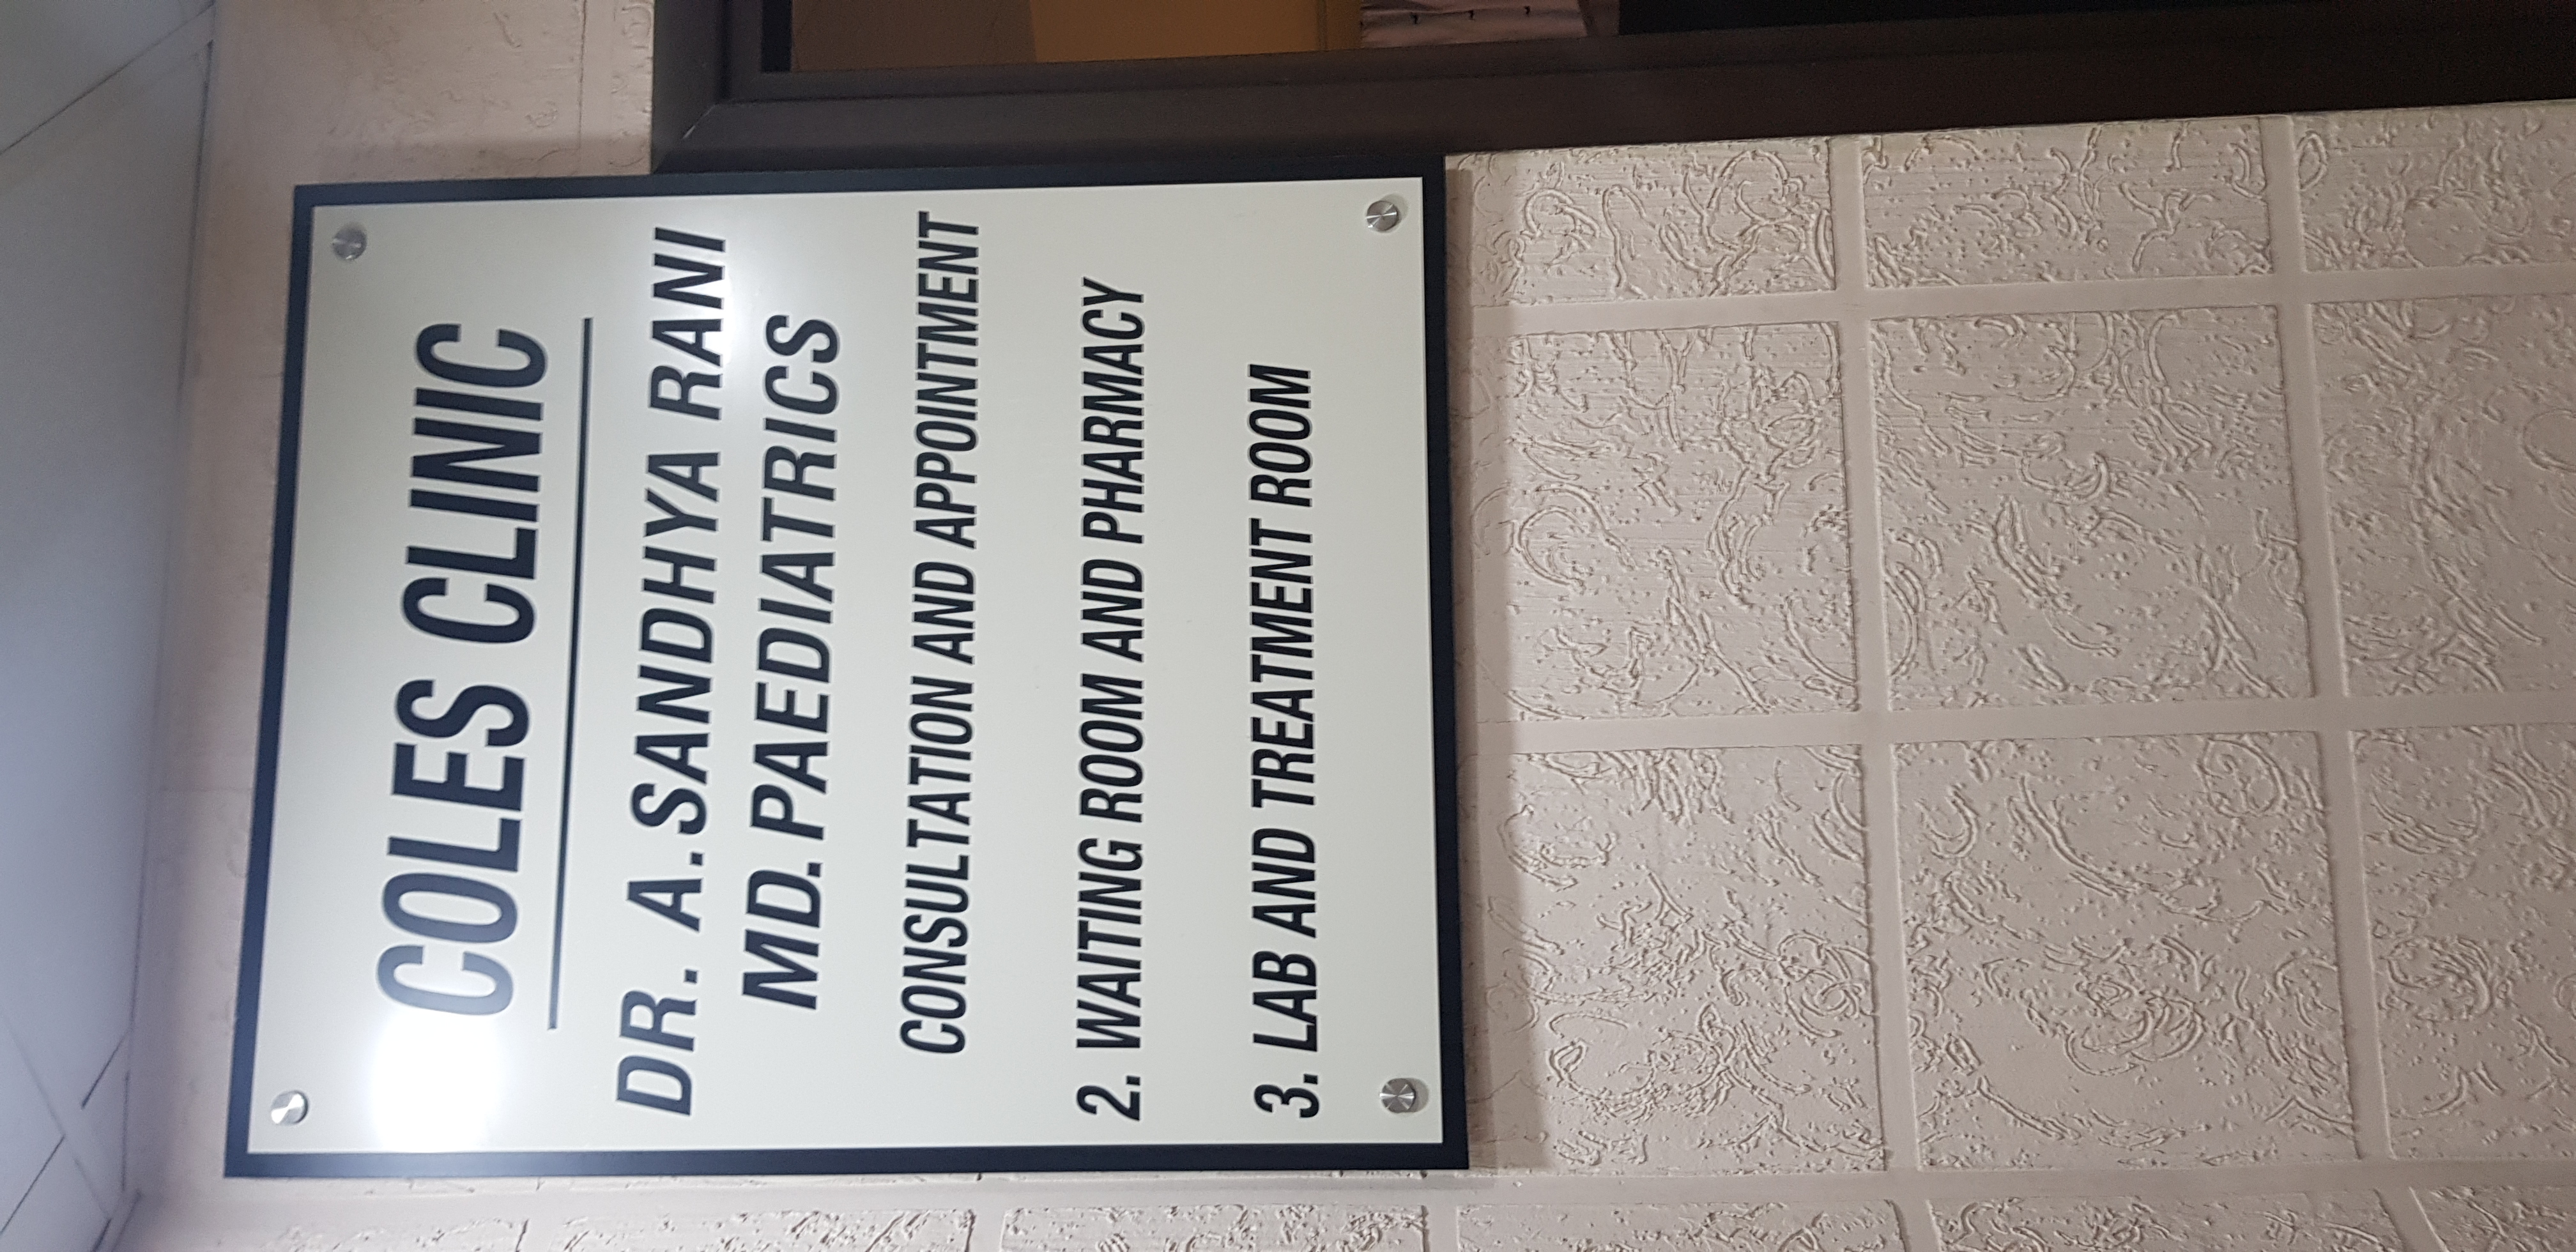 COLES CLINIC
DR. A.SANDHYA RANI
MD. PAEDIATRICS
CONSULTATION AND APPOINTMENT
2. WAITING ROOM AND PHARMACY
3. LAB AND TREATMENT ROOM